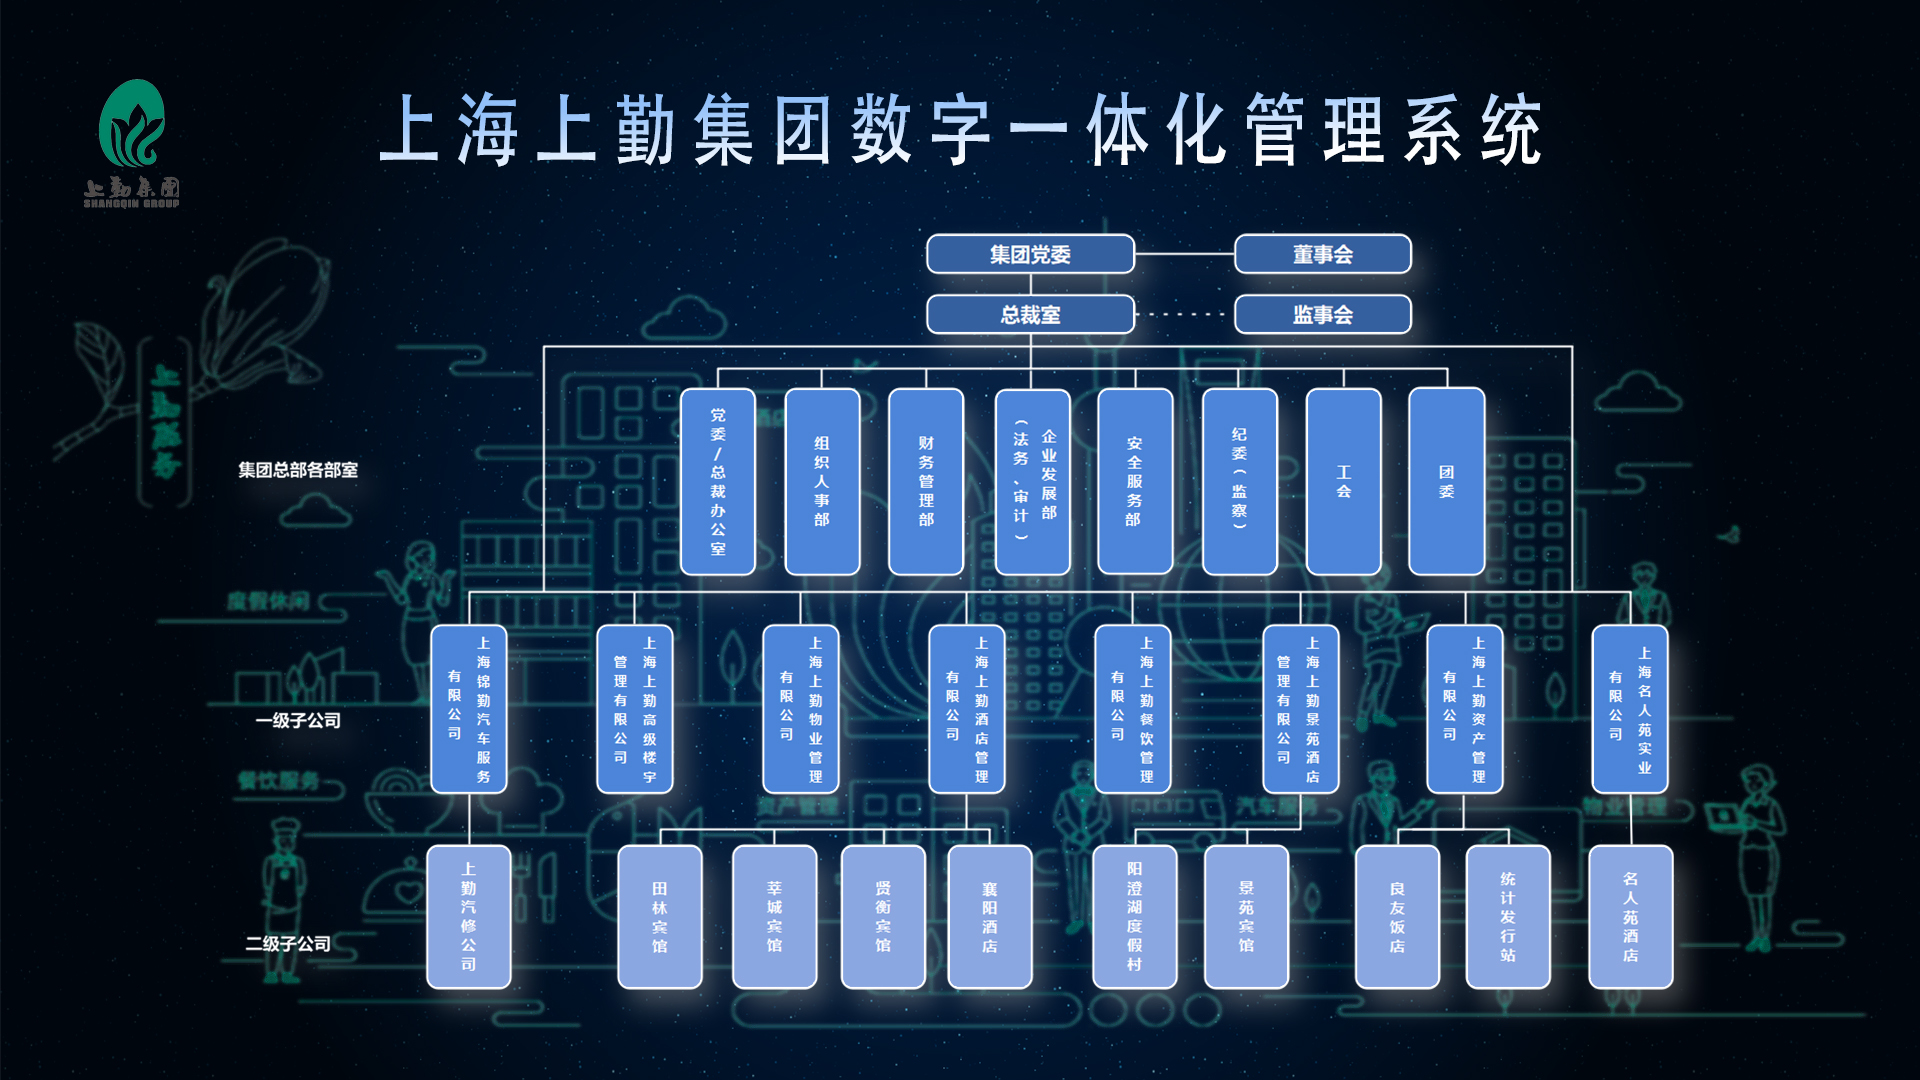 上海上勤集团数字一体化管理系统
上勤集團
SHANGQIN GROUP
集团党委
董事会
总裁室
监事会
上勤服务
集团总部各部室
酒店
党委/总裁办公室
组织人事部
财务管理部
企业发展部
（法务、审计）
安全服务部
纪委（监察）
工会
团委
度假休闲
一级子公司
上海锦勤汽车服务
有限公司
上海上勤高级楼宇
管理有限公司
上海上勤物业管理
有限公司
上海上勤酒店管理
有限公司
上海上勤餐饮管理
有限公司
上海上勤景苑酒店
管理有限公司
上海上勤资产管理
有限公司
上海名人苑实业
有限公司
餐饮服务
资产管理
汽车服务
物业管理
二级子公司
上勤汽修公司
田林宾馆
莘城宾馆
贤衡宾馆
襄阳酒店
阳澄湖度假村
景苑宾馆
良友饭店
统计发行站
名人苑酒店